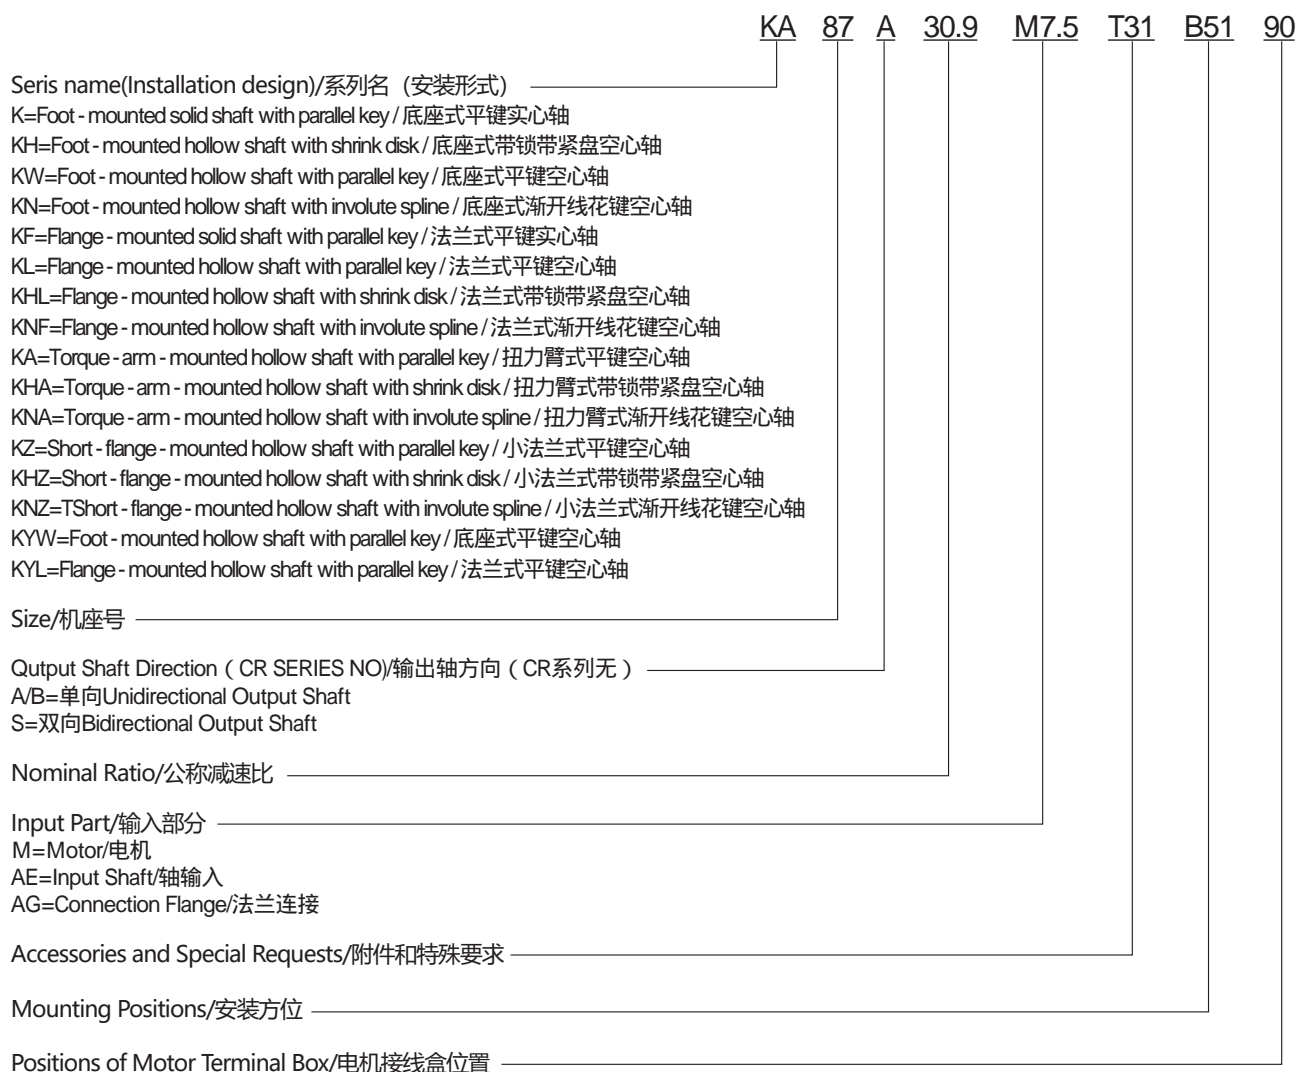 KA 87 A 30.9 M7.5 T31 B51 90
Seris name(Installation design)/系列名（安装形式）
K=Foot-mounted solid shaft with parallel key/底座式平键实心轴
KH=Foot-mounted hollow shaft with shrink disk/底座式带锁带紧盘空心轴
KW=Foot-mounted hollow shaft with parallel key/底座式平键空心轴
KN=Foot-mounted hollow shaft with involute spline/底座式渐开线花键空心轴
KF=Flange-mounted solid shaft with parallel key/法兰式平键实心轴
KL=Flange-mounted hollow shaft with parallel key/法兰式平键空心轴
KHL=Flange-mounted hollow shaft with shrink disk/法兰式带锁带紧盘空心轴
KNF=Flange-mounted hollow shaft with involute spline/法兰式渐开线花键空心轴
KA=Torque-arm-mounted hollow shaft with parallel key/扭力臂式平键空心轴
KHA=Torque-arm-mounted hollow shaft with shrink disk/扭力臂式带锁带紧盘空心轴
KNA=Torque-arm-mounted hollow shaft with involute spline/扭力臂式渐开线花键空心轴
KZ=Short-flange-mounted hollow shaft with parallel key/小法兰式平键空心轴
KHZ=Short-flange-mounted hollow shaft with shrink disk/小法兰式带锁带紧盘空心轴
KNZ=TShort-flange-mounted hollow shaft with involute spline/小法兰式渐开线花键空心轴
KYW=Foot-mounted hollow shaft with parallel key/底座式平键空心轴
KYL=Flange-mounted hollow shaft with parallel key/法兰式平键空心轴
Size/机座号
Qutput Shaft Direction（CR SERIES NO)/输出轴方向（CR系列无）
A/B=单向Unidirectional Output Shaft
S=双向Bidirectional Output Shaft
Nominal Ratio/公称减速比
Input Part/输入部分
M=Motor/电机
AE=Input Shaft/轴输入
AG=Connection Flange/法兰连接
Accessories and Special Requests/附件和特殊要求
Mounting Positions/安装方位
Positions of Motor Terminal Box/电机接线盒位置